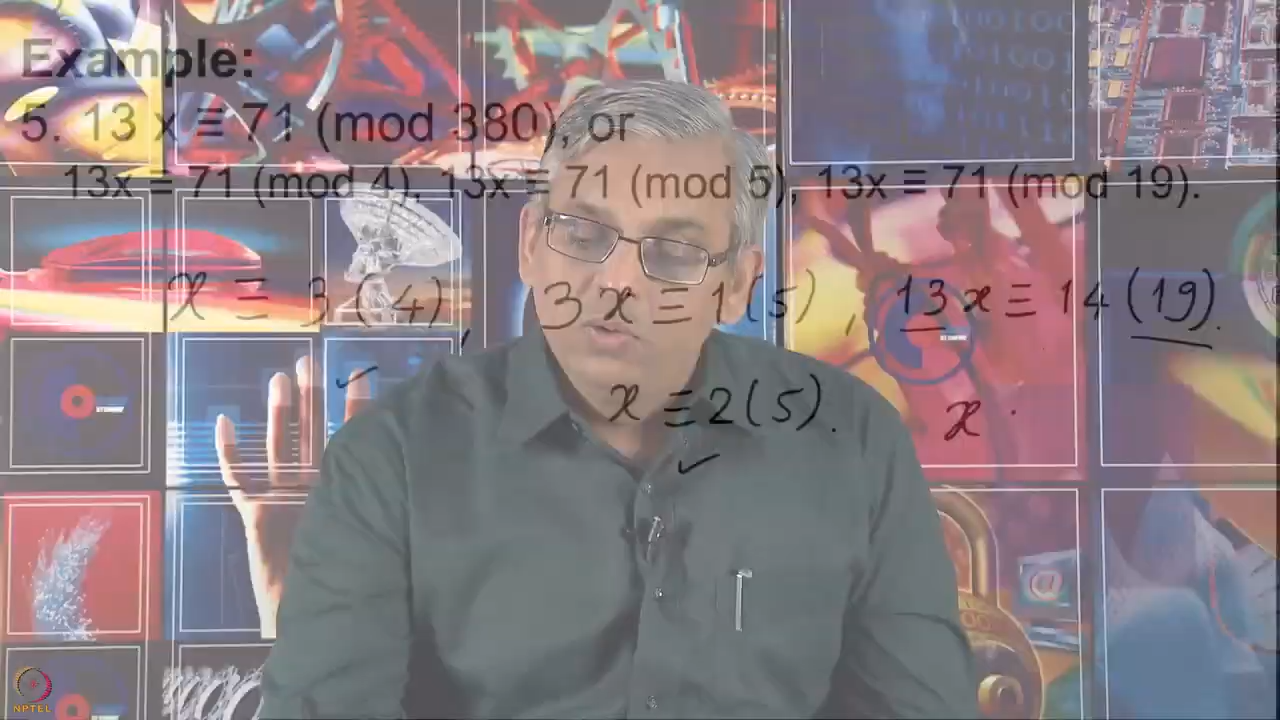 Example:
5. 13 x ≡ 71 (mod 380), or
13x ≡ 71 (mod 4), 13x ≡ 71 (mod 5), 13x ≡ 71 (mod 19).
x ≡ 3 (4), 3x ≡ 1 (5), 13x ≡ 14 (19).
x ≡ 2 (5). x
@
NPTEL